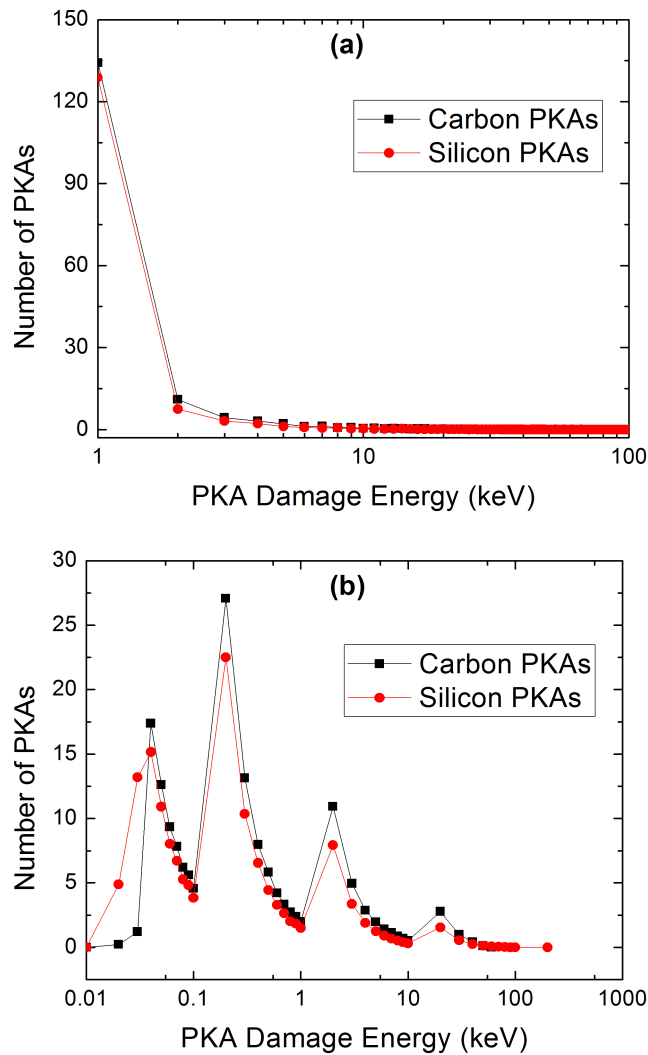 (a)
150
120
90
60
30
0
Number of PKAs
Carbon PKAs
Silicon PKAs
1
10
100
PKA Damage Energy (keV)
(b)
30
25
20
15
10
5
0
Number of PKAs
Carbon PKAs
Silicon PKAs
0.01
0.1
1
10
100
1000
PKA Damage Energy (keV)